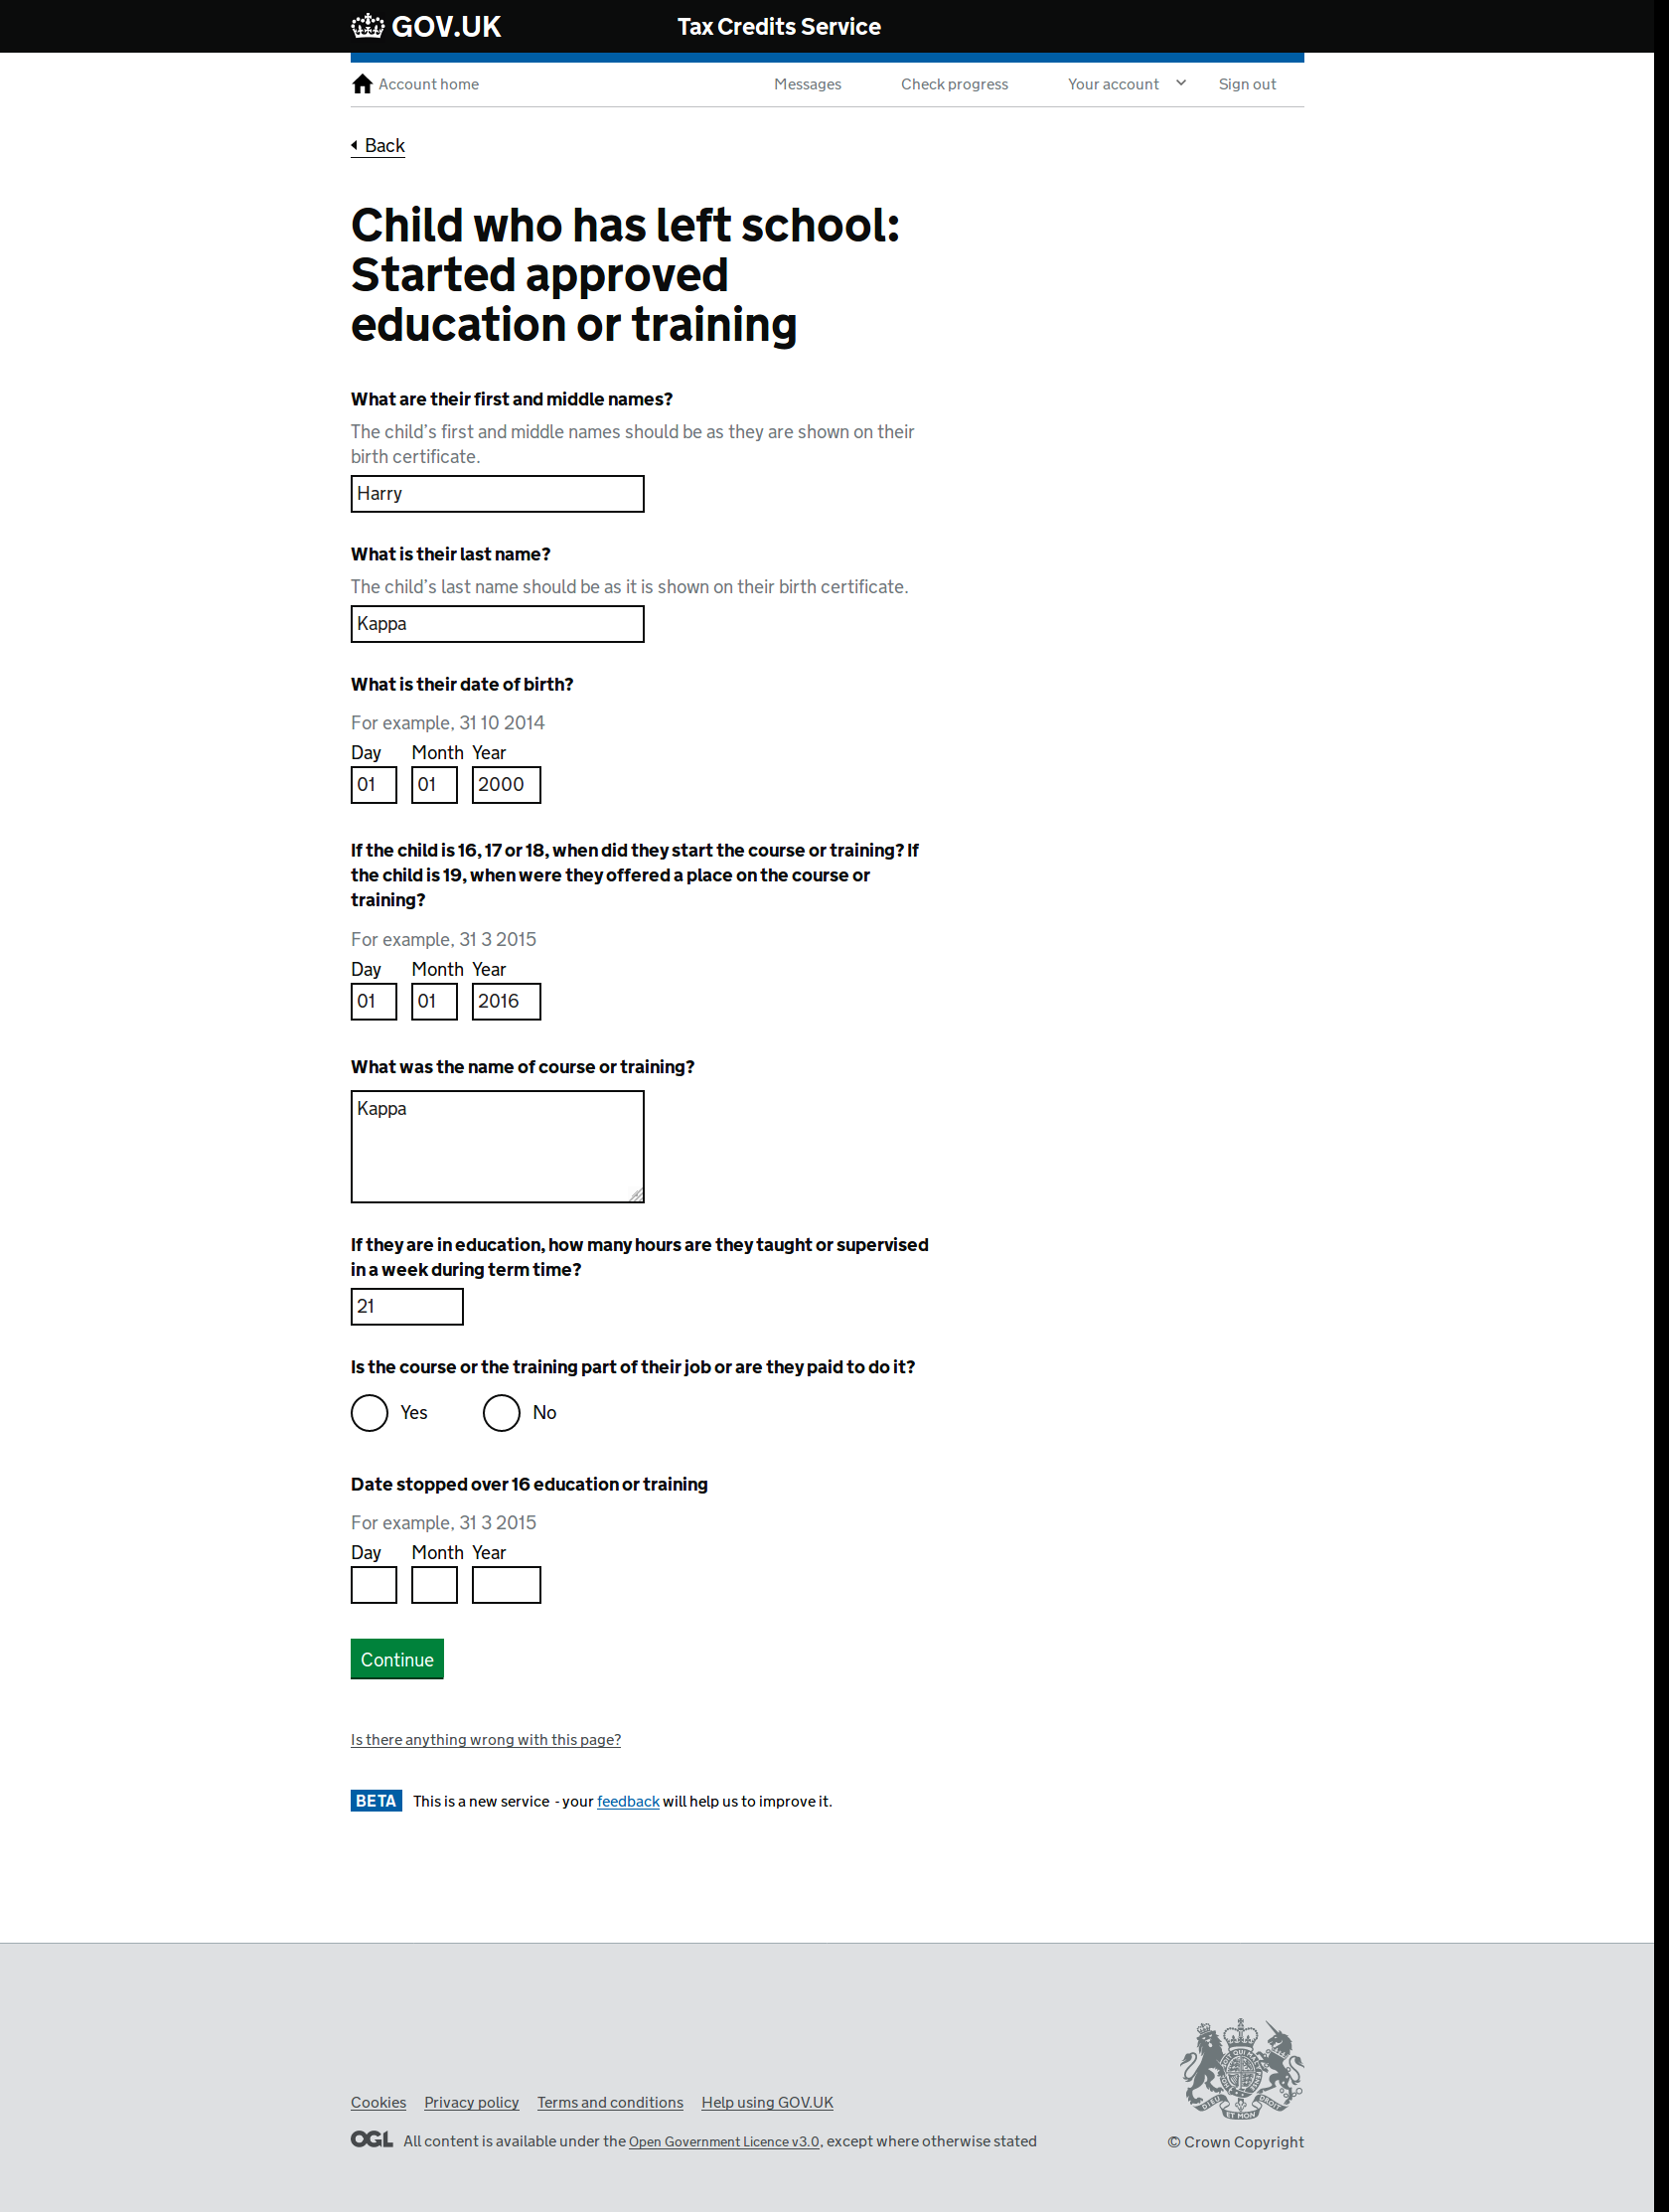 GOV.UK
Tax Credits Service
Account home
Messages
Check progress
Your account
Sign out
Back
Child who has left school:
Started approved
education or training
What are their first and middle names?
The child’s first and middle names should be as they are shown on their
birth certificate.
Harry
What is their last name?
The child’s last name should be as it is shown on their birth certificate.
Kappa
What is their date of birth?
For example, 31 10 2014
Day Month Year
01 01 2000
If the child is 16, 17 or 18, when did they start the course or training? If
the child is 19, when were they offered a place on the course or
training?
For example, 31 3 2015
Day Month Year
01 01 2016
What was the name of course or training?
Kappa
If they are in education, how many hours are they taught or supervised
in a week during term time?
21
Is the course or the training part of their job or are they paid to do it?
Yes No
Date stopped over 16 education or training
For example, 31 3 2015
Day Month Year
Continue
Is there anything wrong with this page?
BETA This is a new service - your feedback will help us to improve it.
Cookies Privacy policy Terms and conditions Help using GOV.UK
OGL All content is available under the Open Government Licence v3.0, except where otherwise stated
DIEU ET MON DROIT
© Crown Copyright